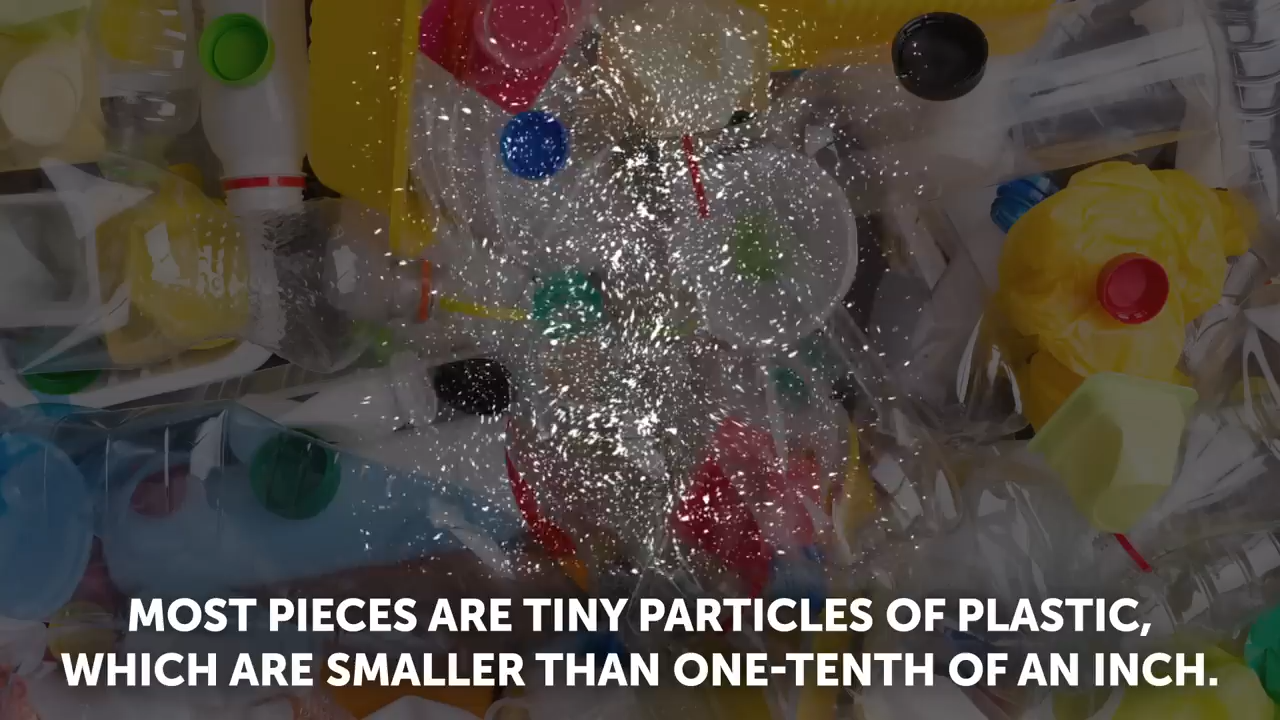 MOST PIECES ARE TINY PARTICLES OF PLASTIC,
WHICH ARE SMALLER THAN ONE-TENTH OF AN INCH.